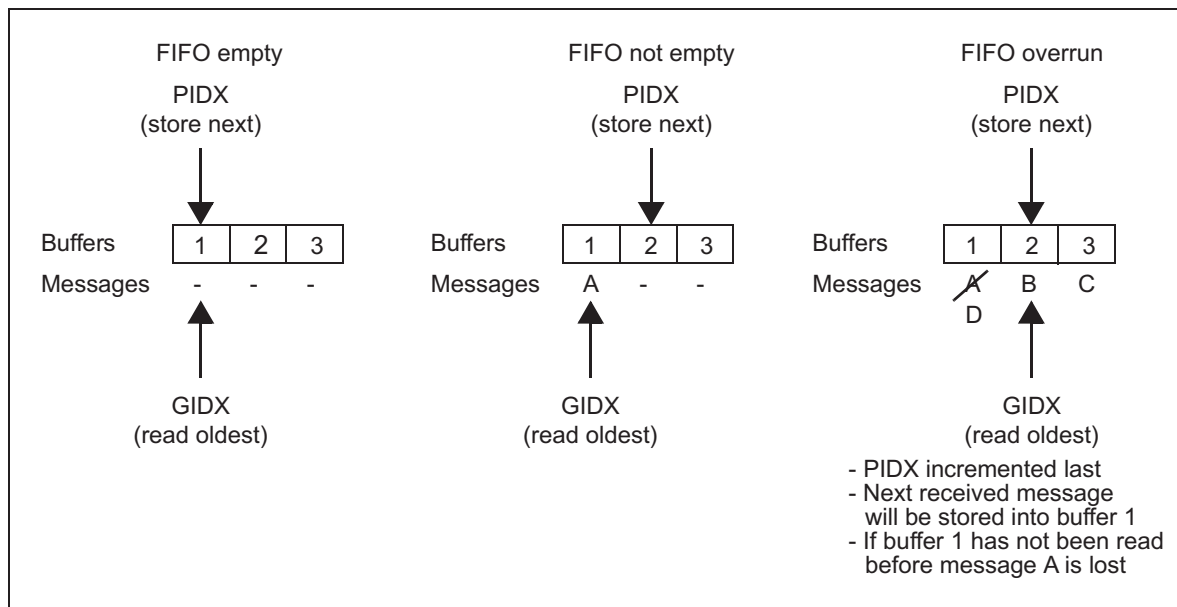 FIFO empty
PIDX
(store next)
Buffers 1 2 3
Messages - - -
GIDX
(read oldest)
FIFO not empty
PIDX
(store next)
Buffers 1 2 3
Messages A - -
GIDX
(read oldest)
FIFO overrun
PIDX
(store next)
Buffers 1 2 3
Messages A B C
D
GIDX
(read oldest)
- PIDX incremented last
- Next received message
will be stored into buffer 1
- If buffer 1 has not been read
before message A is lost